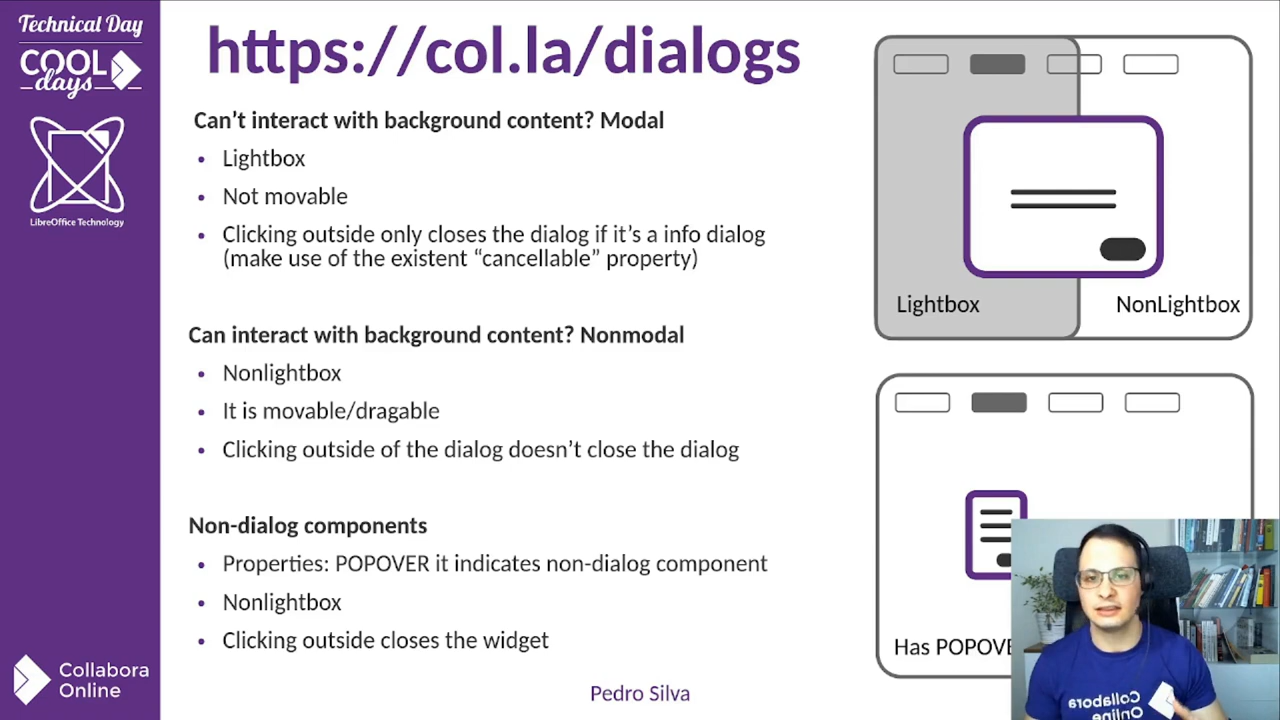 Technical Day
COOL
days
LibreOffice Technology
https://col.la/dialogs
Can't interact with background content? Modal
Lightbox
Not movable
Clicking outside only closes the dialog if it's a info dialog
(make use of the existent “cancellable” property)
Can interact with background content? Nonmodal
Nonlightbox
It is movable/dragable
Clicking outside of the dialog doesn't close the dialog
Non-dialog components
Properties: POPOVER it indicates non-dialog component
Nonlightbox
Clicking outside closes the widget
Lightbox
NonLightbox
Has POPOVE
Collabora
Online
Collabora
Online
Pedro Silva